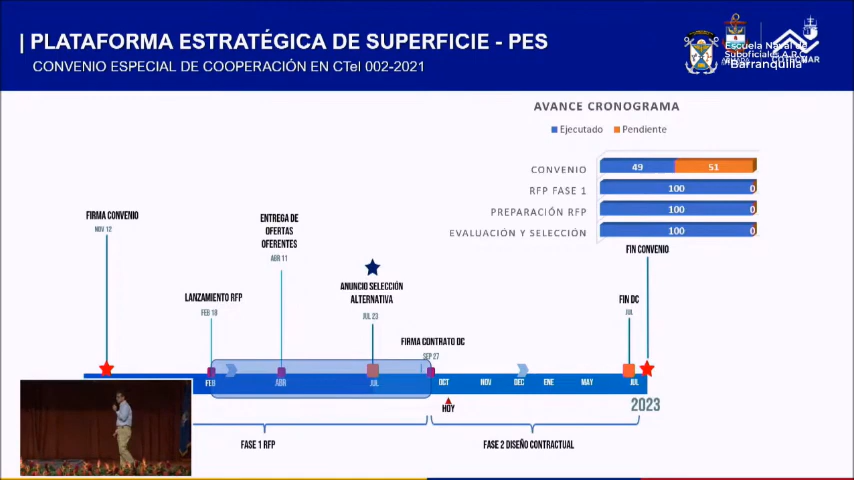 | PLATAFORMA ESTRATÉGICA DE SUPERFICIE - PES
CONVENIO ESPECIAL DE COOPERACIÓN EN CTeI 002-2021
Escuela Naval de
Suboficiales A.R.C.
"Barranquilla"
COTECMAR
AVANCE CRONOGRAMA
Ejecutado Pendiente
CONVENIO 49 51
RFP FASE 1 100 0
PREPARACIÓN RFP 100 0
EVALUACIÓN Y SELECCIÓN 100 0
FIRMA CONVENIO
NOV 12
LANZAMIENTO RFP
FEB 18
ENTREGA DE
OFERTAS
OFERENTES
ABR 11
ANUNCIO SELECCIÓN
ALTERNATIVA
JUL 23
FIRMA CONTRATO DC
SEP 27
FIN DC
JUL
FIN CONVENIO
FEB ABR JUL OCT NOV DEC ENE MAY JUL
HOY
2023
FASE 1 RFP
FASE 2 DISEÑO CONTRACTUAL